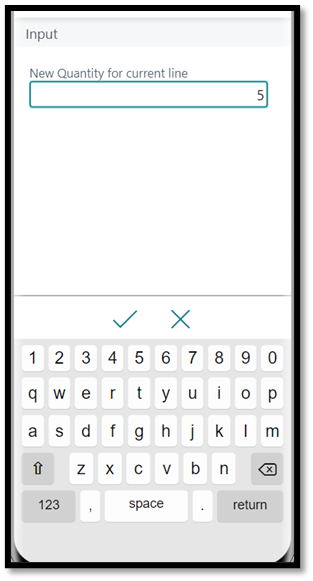 Input
New Quantity for current line
5
1 2 3 4 5 6 7 8 9 0
q w e r t y u i o p
a s d f g h j k l m
z x c v b n
123 , space . return